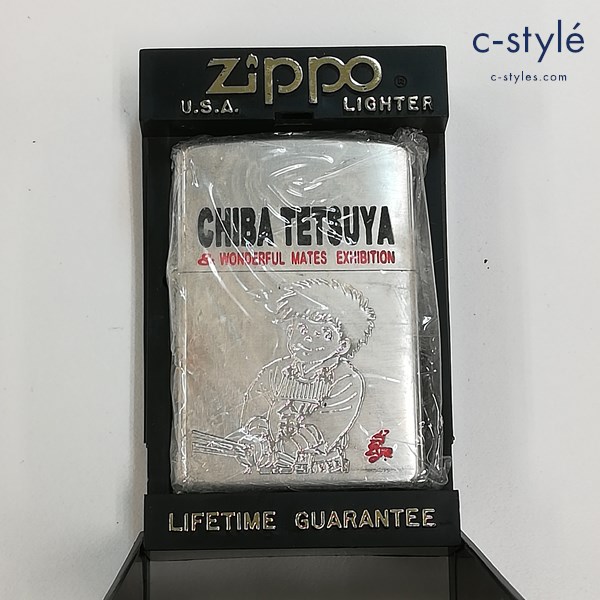 c-stylé
c-styles.com
Zippo ®
U.S.A. LIGHTER
CHIBA TETSUYA
& WONDERFUL MATES EXHIBITION
LIFETIME GUARANTEE